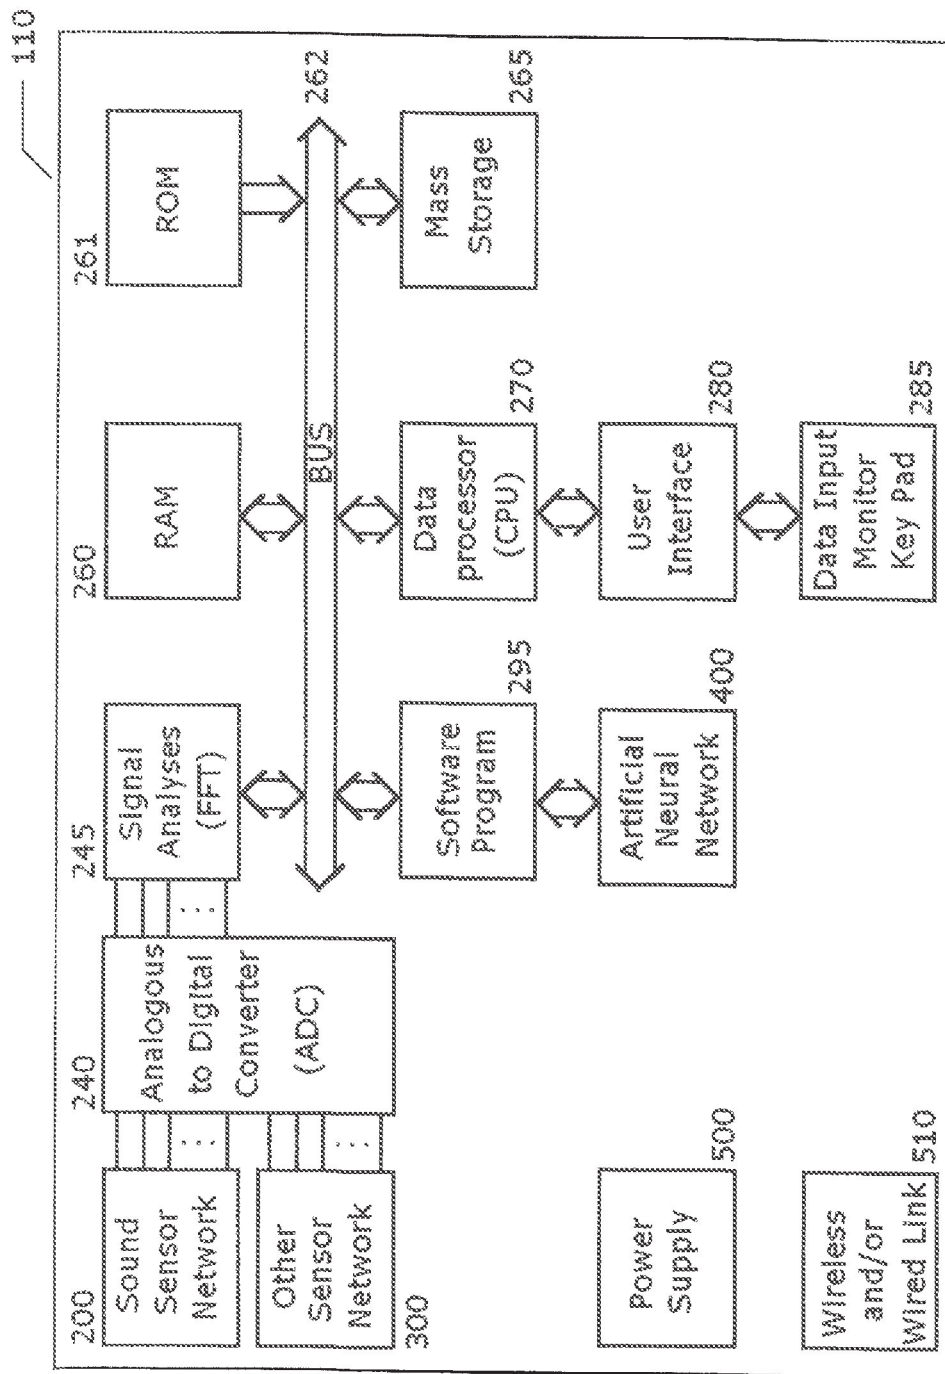 110
200
Sound
Sensor
Network
240
Analogous
to Digital
Converter
(ADC)
245
Signal
Analyses
(FFT)
260
RAM
261
ROM
300
Other
Sensor
Network
BUS
262
295
Software
Program
270
Data
processor
(CPU)
265
Mass
Storage
500
Power
Supply
400
Artificial
Neural
Network
280
User
Interface
510
Wireless
and/or
Wired Link
285
Data Input
Monitor
Key Pad